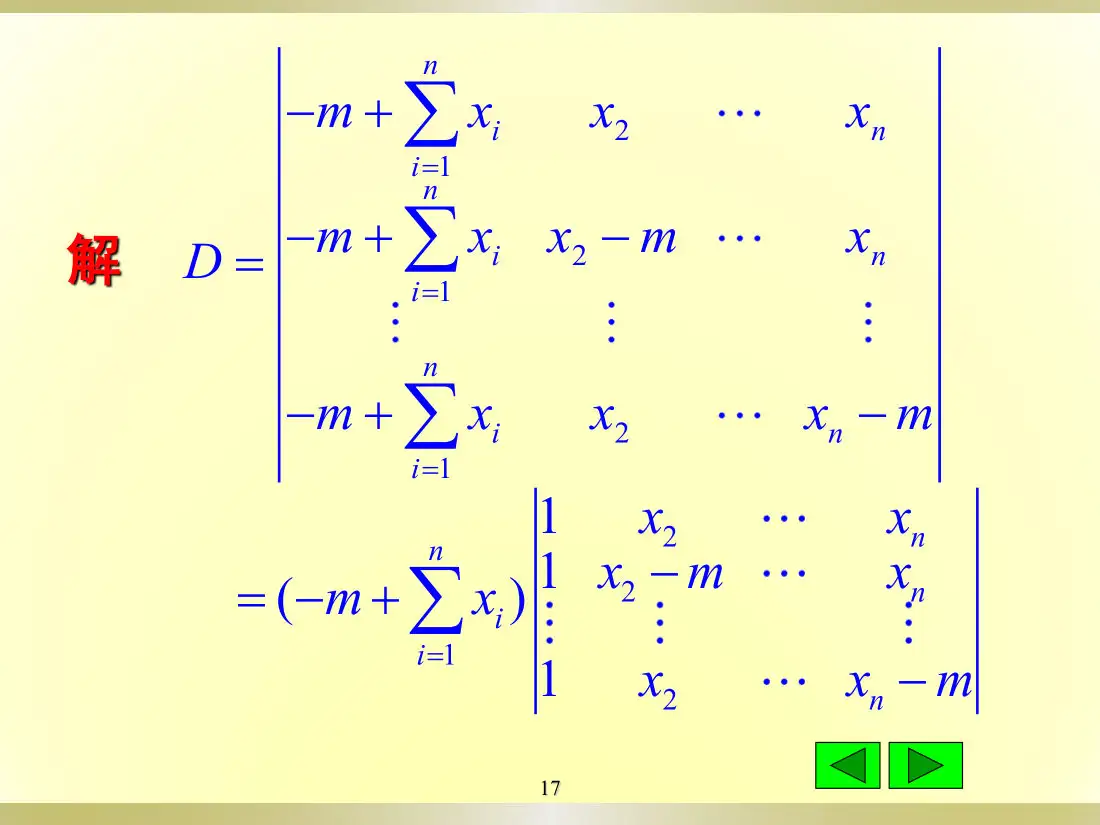 解 D = | −m + ∑_{i=1}^{n} x_i   x_2   ⋯   x_n |
| −m + ∑_{i=1}^{n} x_i   x_2 − m   ⋯   x_n |
| ⋮   ⋮   ⋮ |
| −m + ∑_{i=1}^{n} x_i   x_2   ⋯   x_n − m |
= (−m + ∑_{i=1}^{n} x_i) | 1   x_2   ⋯   x_n |
| 1   x_2 − m   ⋯   x_n |
| ⋮   ⋮   ⋮ |
| 1   x_2   ⋯   x_n − m |
17